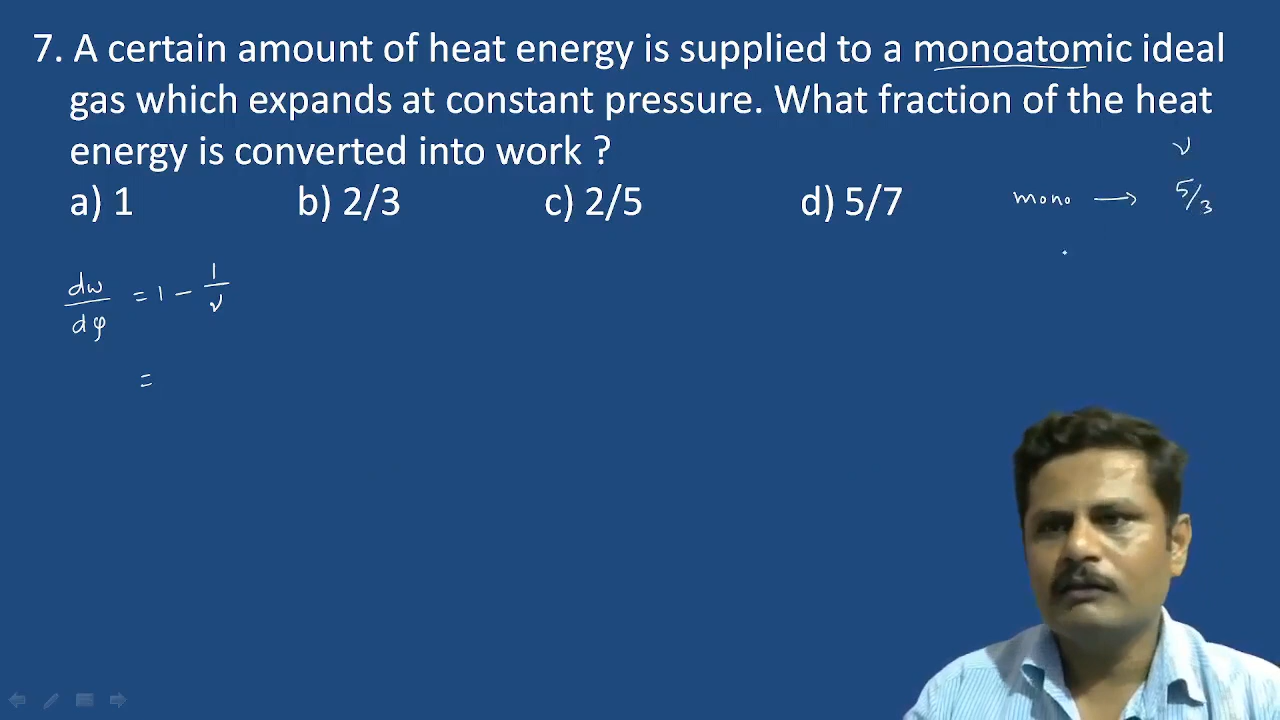 7. A certain amount of heat energy is supplied to a monoatomic ideal
gas which expands at constant pressure. What fraction of the heat
energy is converted into work ?
a) 1 b) 2/3 c) 2/5 d) 5/7
γ
mono → 5/3
dw/dφ = 1 - 1/γ
=